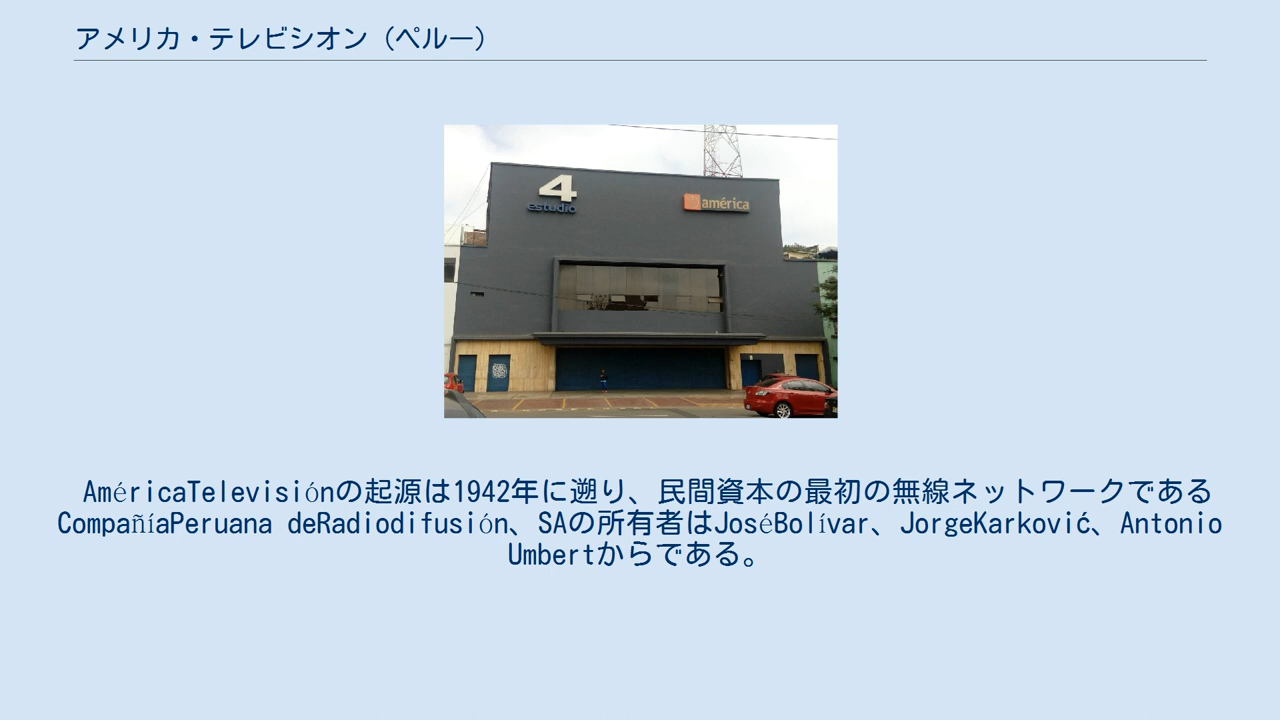 アメリカ・テレビシオン（ペルー）
4
estudio
américa
AméricaTelevisiónの起源は1942年に遡り、民間資本の最初の無線ネットワークである
CompañíaPeruana deRadiodifusión、SAの所有者はJoséBolívar、JorgeKarković、Antonio
Umbertからである。